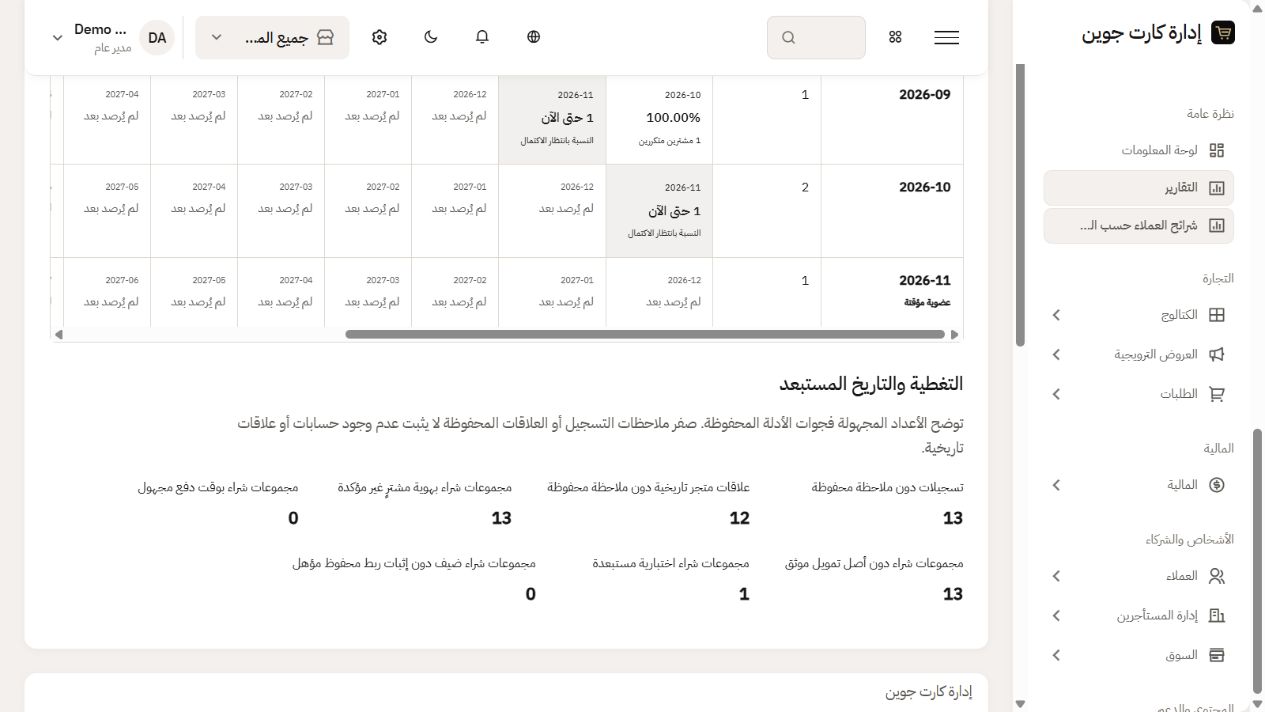 إدارة كارت جوين
جميع المـ...
Demo ...
مدير عام
DA
نظرة عامة
لوحة المعلومات
التقارير
شرائح العملاء حسب الـ...
التجارة
الكتالوج
العروض الترويجية
الطلبات
المالية
المالية
الأشخاص والشركاء
العملاء
إدارة المستأجرين
السوق
2026-09 1 2026-10 2026-11 2026-12 2027-01 2027-02 2027-03 2027-04
100.00% 1 حتى الآن لم يُرصد بعد لم يُرصد بعد لم يُرصد بعد لم يُرصد بعد لم يُرصد بعد
1 مشترين متكررين النسبة بانتظار الاكتمال
2026-10 2 2026-11 2026-12 2027-01 2027-02 2027-03 2027-04 2027-05
1 حتى الآن لم يُرصد بعد لم يُرصد بعد لم يُرصد بعد لم يُرصد بعد لم يُرصد بعد لم يُرصد بعد
النسبة بانتظار الاكتمال
2026-11 1 2026-12 2027-01 2027-02 2027-03 2027-04 2027-05 2027-06
عضوية مؤقتة لم يُرصد بعد لم يُرصد بعد لم يُرصد بعد لم يُرصد بعد لم يُرصد بعد لم يُرصد بعد لم يُرصد بعد
التغطية والتاريخ المستبعد
توضح الأعداد المجهولة فجوات الأدلة المحفوظة. صفر ملاحظات التسجيل أو العلاقات المحفوظة لا يثبت عدم وجود حسابات أو علاقات
تاريخية.
تسجيلات دون ملاحظة محفوظة علاقات متجر تاريخية دون ملاحظة محفوظة مجموعات شراء بهوية مشترٍ غير مؤكدة مجموعات شراء بوقت دفع مجهول
13 12 13 0
مجموعات شراء دون أصل تمويل موثق مجموعات شراء اختبارية مستبعدة مجموعات شراء ضيف دون إثبات ربط محفوظ مؤهل
13 1 0
إدارة كارت جوين